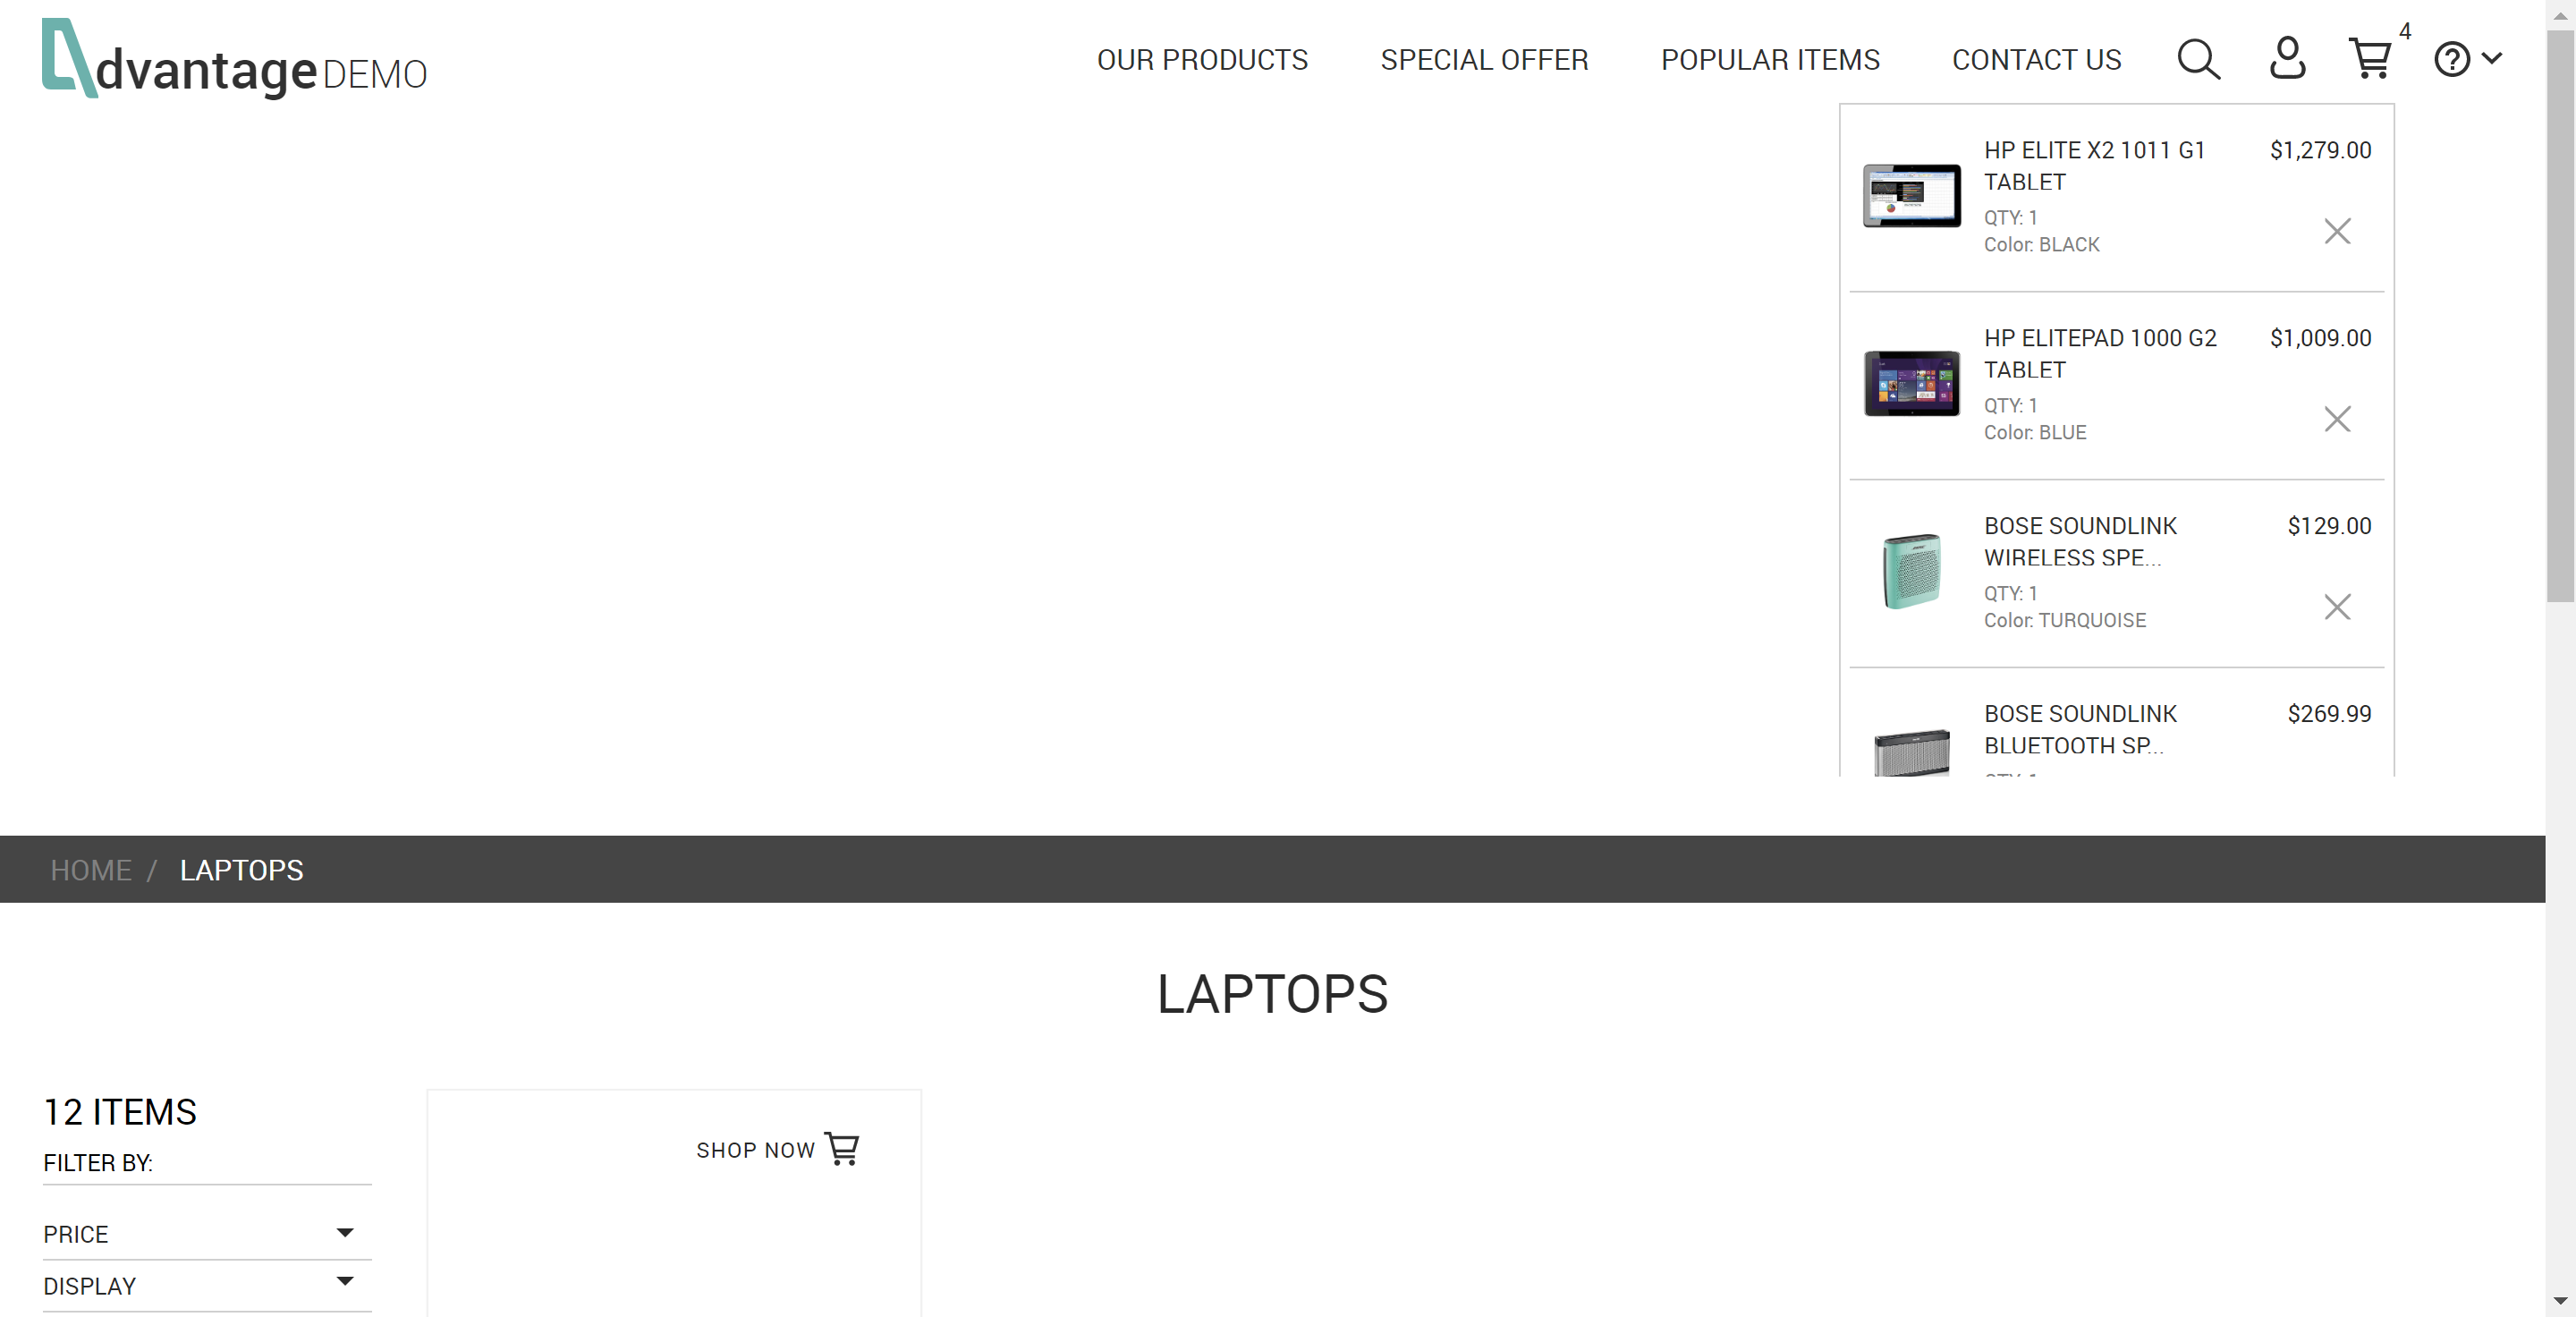 dvantage DEMO
OUR PRODUCTS
SPECIAL OFFER
POPULAR ITEMS
CONTACT US
4
HP ELITE X2 1011 G1
TABLET
$1,279.00
QTY: 1
Color: BLACK
HP ELITEPAD 1000 G2
TABLET
$1,009.00
QTY: 1
Color: BLUE
BOSE SOUNDLINK
WIRELESS SPE...
$129.00
QTY: 1
Color: TURQUOISE
BOSE SOUNDLINK
BLUETOOTH SP...
$269.99
HOME / LAPTOPS
LAPTOPS
12 ITEMS
FILTER BY:
PRICE
DISPLAY
SHOP NOW